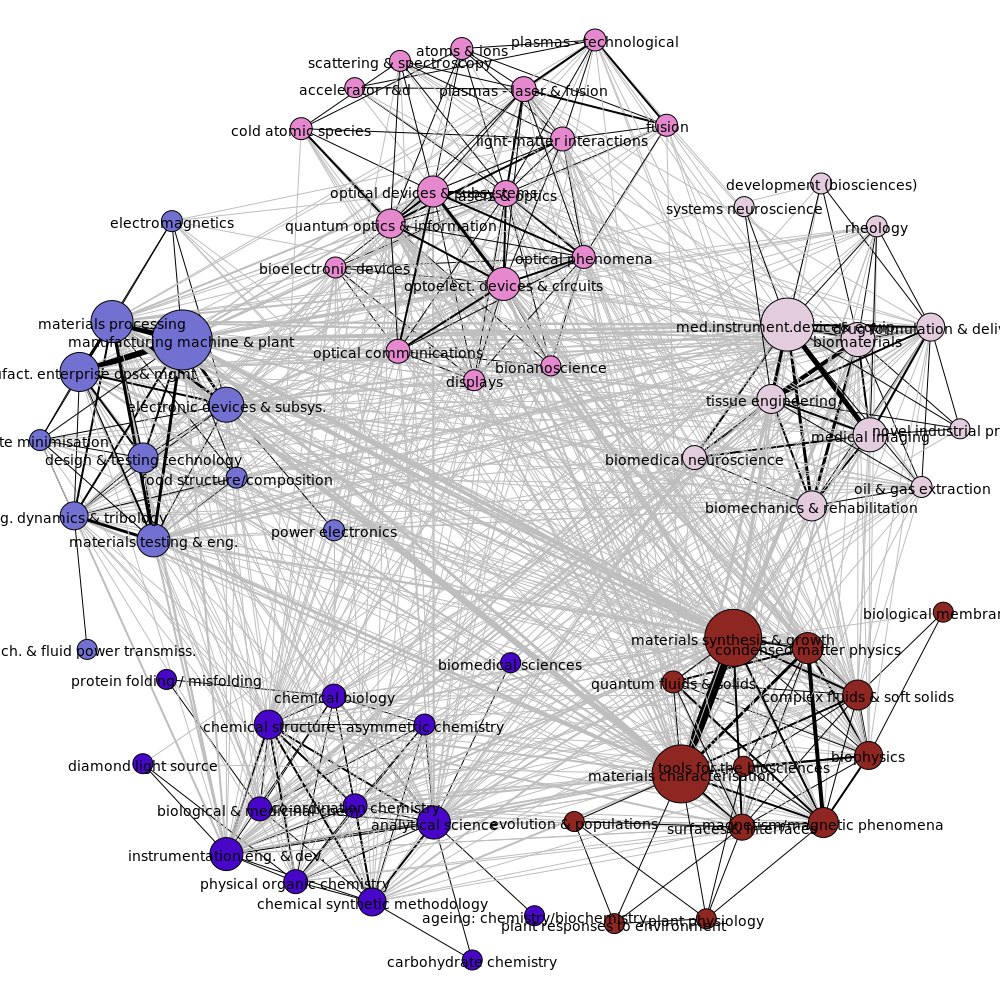 plasmas - technological
atoms & ions
scattering & spectroscopy
accelerator r&d
plasmas - laser & fusion
fusion
cold atomic species
light-matter interactions
development (biosciences)
optical devices & subsystems
lasers & optics
systems neuroscience
electromagnetics
quantum optics & information
rheology
optical phenomena
bioelectronic devices
optoelect. devices & circuits
materials processing
med.instrument.device& equip.
formulation & deliv
manufacturing machine & plant
biomaterials
optical communications
bionanoscience
ufact. enterprise ops& mgmt
displays
tissue engineering
electronic devices & subsys.
novel industrial pr
medical imaging
te minimisation
design & testing technology
biomedical neuroscience
food structure/composition
oil & gas extraction
biomechanics & rehabilitation
g. dynamics & tribology
power electronics
materials testing & eng.
biological membran
materials synthesis & growth
ch. & fluid power transmiss.
condensed matter physics
biomedical sciences
protein folding / misfolding
quantum fluids & solids
chemical biology
complex fluids & soft solids
chemical structure
asymmetric chemistry
biophysics
diamond light source
tools for the biosciences
materials characterisation
co-ordination chemistry
biological & medicinal chem.
analytical science
evolution & populations
magnetism/magnetic phenomena
surfaces & interfaces
instrumentation eng. & dev.
physical organic chemistry
chemical synthetic methodology
ageing: chemistry/biochemistry
plant physiology
plant responses to environment
carbohydrate chemistry